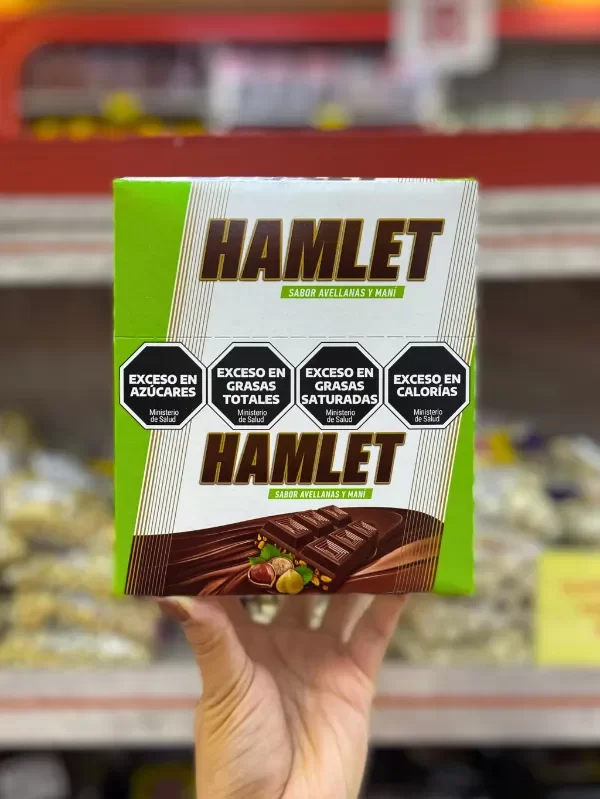 HAMLET
SABOR AVELLANAS Y MANÍ
EXCESO EN
AZÚCARES
Ministerio
de Salud
EXCESO EN
GRASAS
TOTALES
Ministerio
de Salud
EXCESO EN
GRASAS
SATURADAS
Ministerio
de Salud
EXCESO EN
CALORÍAS
Ministerio
de Salud
HAMLET
SABOR AVELLANAS Y MANÍ